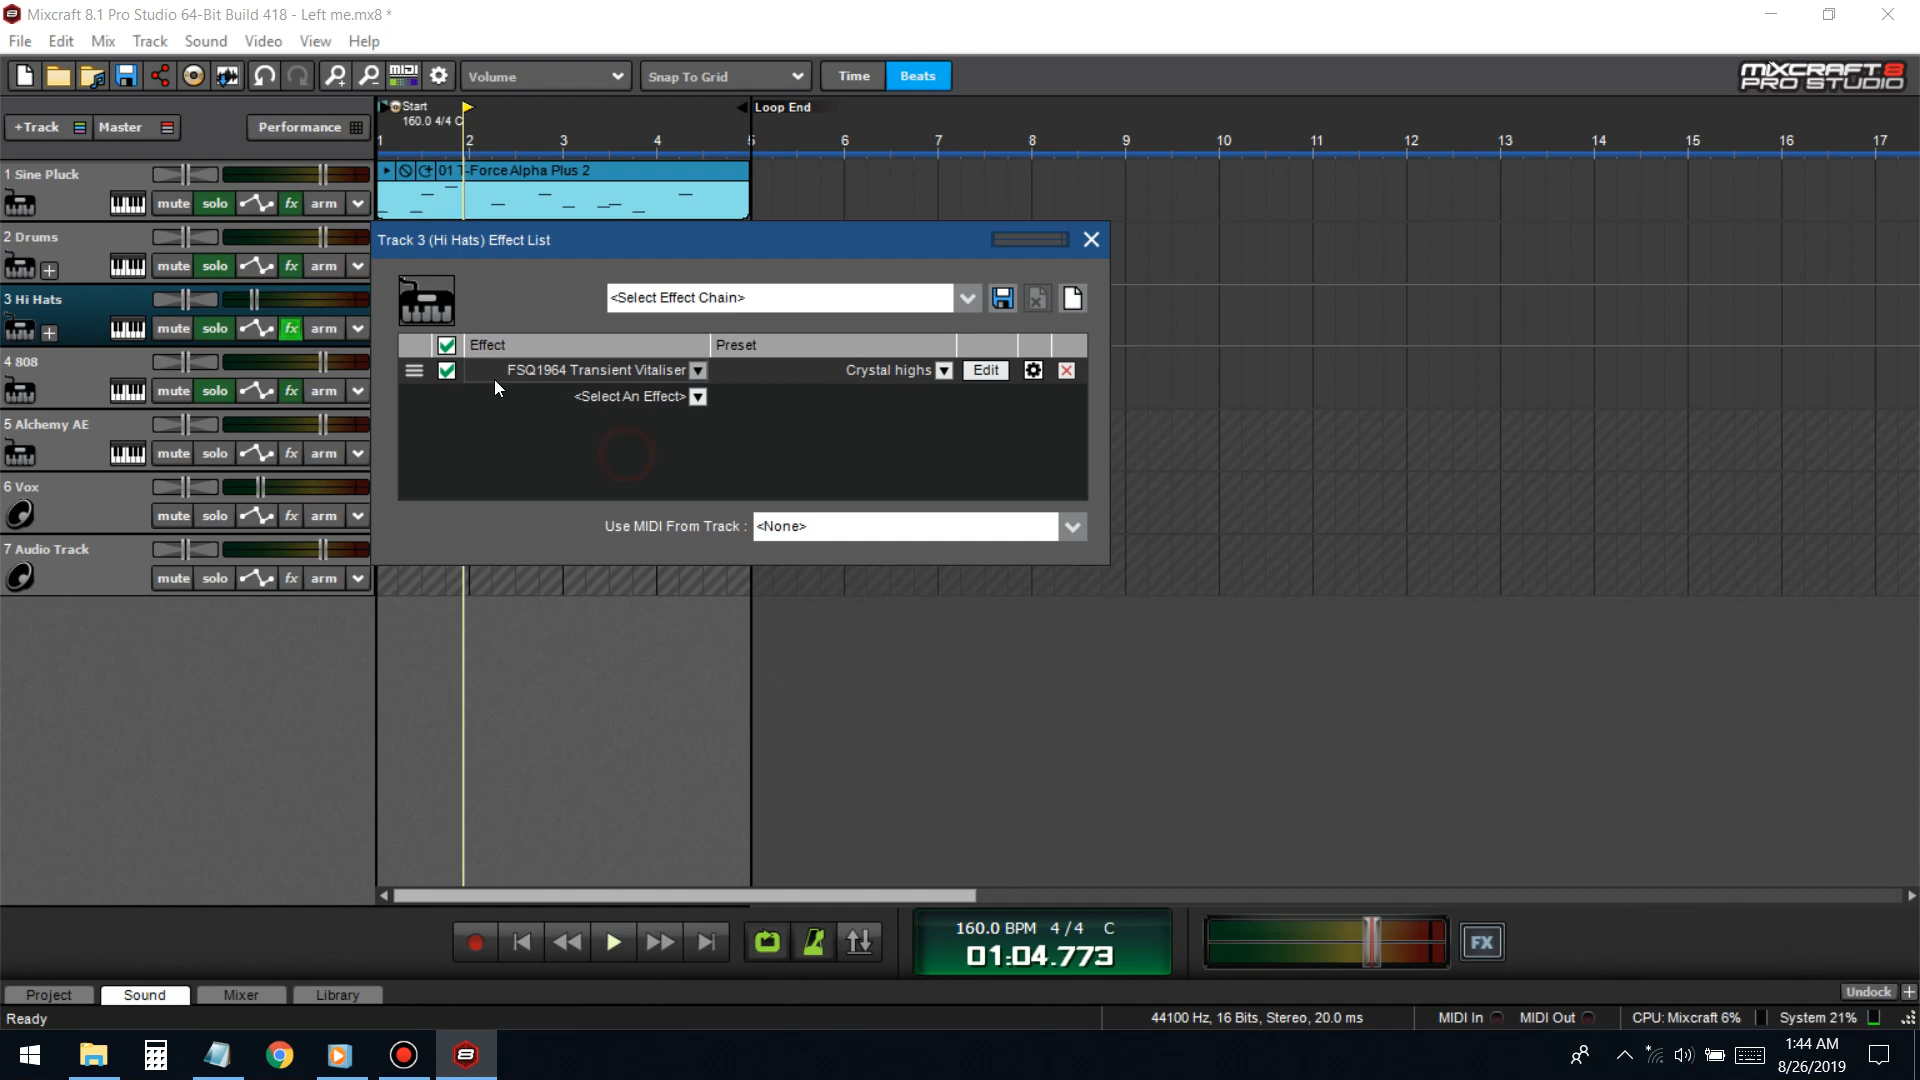 Mixcraft 8.1 Pro Studio 64-Bit Build 418 - Left me.mx8 *
File Edit Mix Track Sound Video View Help
MIDI Volume Snap To Grid Time Beats
MIXCRAFT 8
PRO STUDIO
+Track Master Performance
Start
160.0 4/4 C
Loop End
1 2 3 4 5 6 7 8 9 10 11 12 13 14 15 16 17
1 Sine Pluck
mute solo fx arm
01 T-Force Alpha Plus 2
2 Drums
mute solo fx arm
3 Hi Hats
mute solo fx arm
4 808
mute solo fx arm
5 Alchemy AE
mute solo fx arm
6 Vox
mute solo fx arm
7 Audio Track
mute solo fx arm
Track 3 (Hi Hats) Effect List
<Select Effect Chain>
Effect Preset
FSQ1964 Transient Vitaliser Crystal highs Edit
<Select An Effect>
Use MIDI From Track : <None>
160.0 BPM 4/4 C
01:04.773
FX
Project Sound Mixer Library Undock
Ready 44100 Hz, 16 Bits, Stereo, 20.0 ms MIDI In MIDI Out CPU: Mixcraft 6% System 21%
1:44 AM
8/26/2019